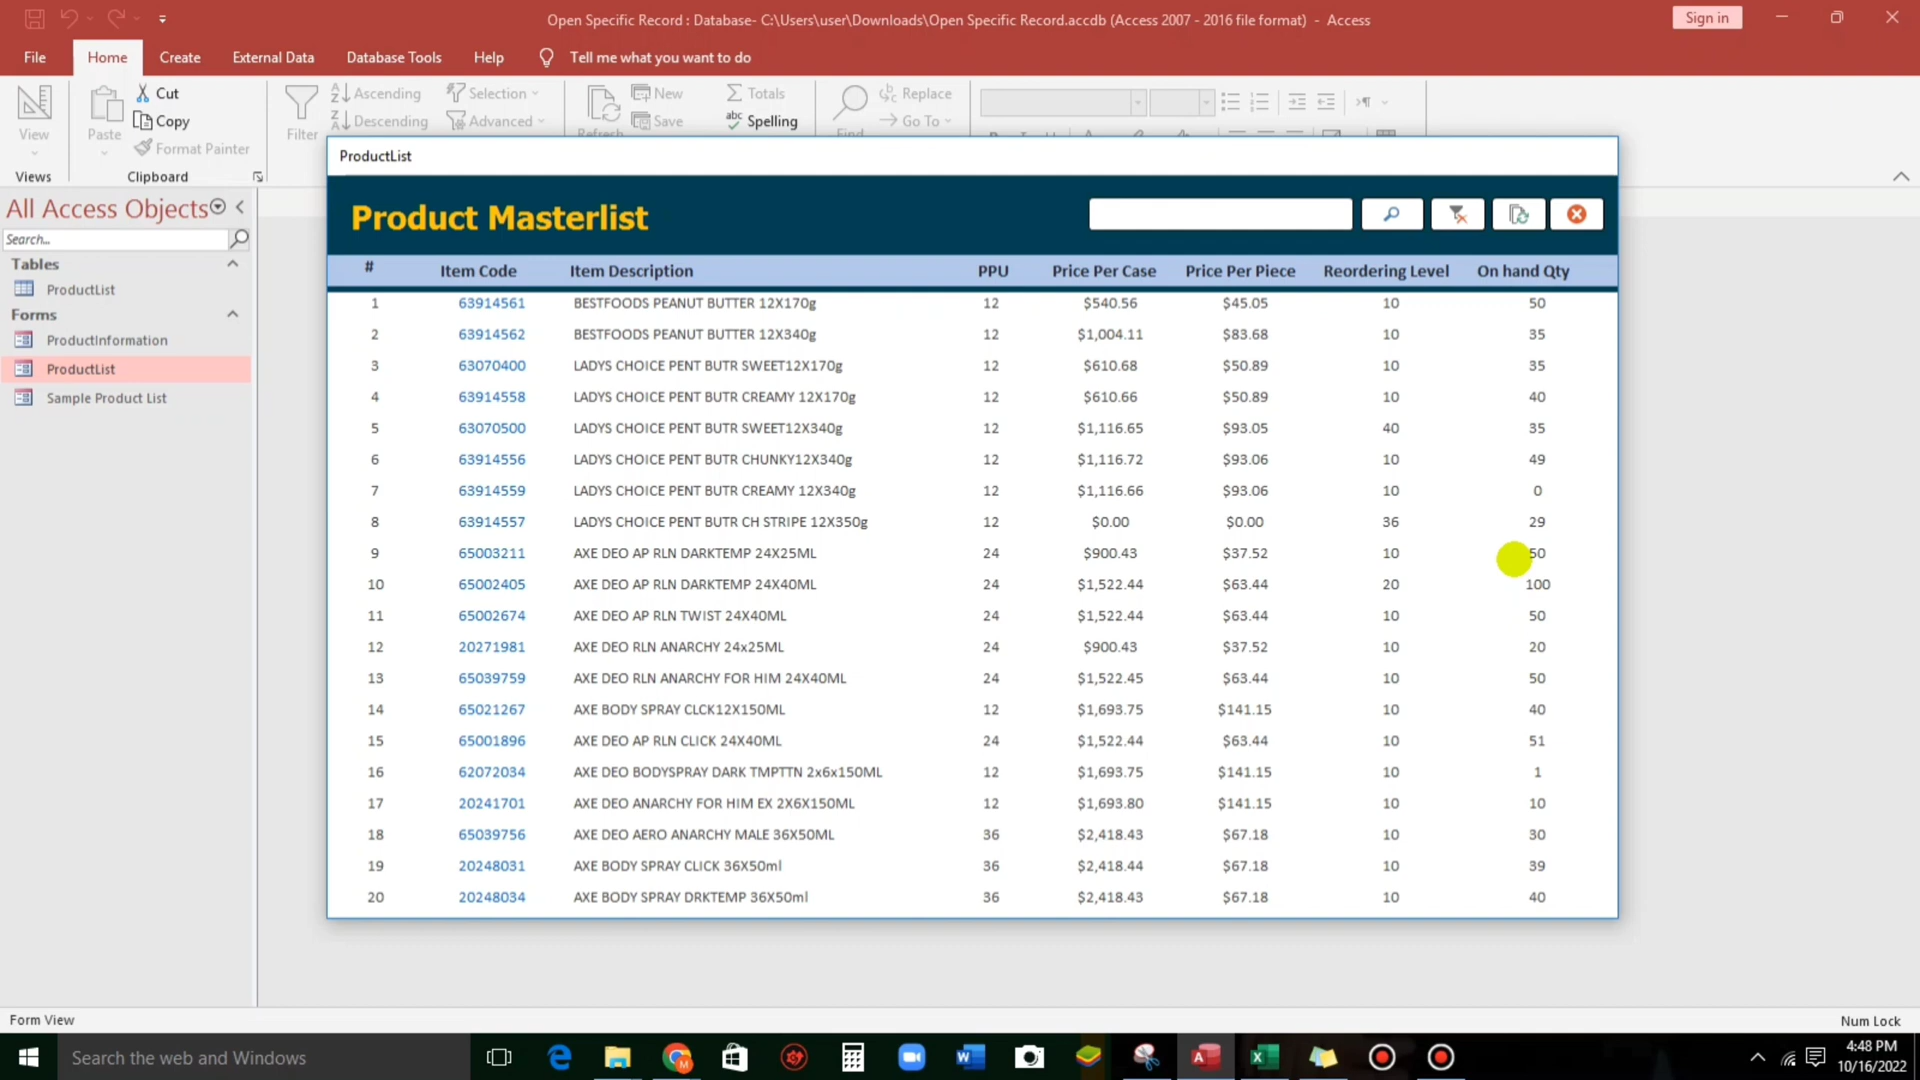 Open Specific Record : Database- C:\Users\user\Downloads\Open Specific Record.accdb (Access 2007 - 2016 file format) - Access
Sign in
File Home Create External Data Database Tools Help Tell me what you want to do
View
Views
Paste
Cut
Copy
Format Painter
Clipboard
Filter
Ascending
Descending
Selection
Advanced
Refresh
New
Save
Totals
Spelling
Find
Replace
Go To
All Access Objects
Search...
Tables
ProductList
Forms
ProductInformation
ProductList
Sample Product List
ProductList
Product Masterlist
# Item Code Item Description PPU Price Per Case Price Per Piece Reordering Level On hand Qty
1 63914561 BESTFOODS PEANUT BUTTER 12X170g 12 $540.56 $45.05 10 50
2 63914562 BESTFOODS PEANUT BUTTER 12X340g 12 $1,004.11 $83.68 10 35
3 63070400 LADYS CHOICE PENT BUTR SWEET12X170g 12 $610.68 $50.89 10 35
4 63914558 LADYS CHOICE PENT BUTR CREAMY 12X170g 12 $610.66 $50.89 10 40
5 63070500 LADYS CHOICE PENT BUTR SWEET12X340g 12 $1,116.65 $93.05 40 35
6 63914556 LADYS CHOICE PENT BUTR CHUNKY12X340g 12 $1,116.72 $93.06 10 49
7 63914559 LADYS CHOICE PENT BUTR CREAMY 12X340g 12 $1,116.66 $93.06 10 0
8 63914557 LADYS CHOICE PENT BUTR CH STRIPE 12X350g 12 $0.00 $0.00 36 29
9 65003211 AXE DEO AP RLN DARKTEMP 24X25ML 24 $900.43 $37.52 10 50
10 65002405 AXE DEO AP RLN DARKTEMP 24X40ML 24 $1,522.44 $63.44 20 100
11 65002674 AXE DEO AP RLN TWIST 24X40ML 24 $1,522.44 $63.44 10 50
12 20271981 AXE DEO RLN ANARCHY 24x25ML 24 $900.43 $37.52 10 20
13 65039759 AXE DEO RLN ANARCHY FOR HIM 24X40ML 24 $1,522.45 $63.44 10 50
14 65021267 AXE BODY SPRAY CLCK12X150ML 12 $1,693.75 $141.15 10 40
15 65001896 AXE DEO AP RLN CLICK 24X40ML 24 $1,522.44 $63.44 10 51
16 62072034 AXE DEO BODYSPRAY DARK TMPTTN 2x6x150ML 12 $1,693.75 $141.15 10 1
17 20241701 AXE DEO ANARCHY FOR HIM EX 2X6X150ML 12 $1,693.80 $141.15 10 10
18 65039756 AXE DEO AERO ANARCHY MALE 36X50ML 36 $2,418.43 $67.18 10 30
19 20248031 AXE BODY SPRAY CLICK 36X50ml 36 $2,418.44 $67.18 10 39
20 20248034 AXE BODY SPRAY DRKTEMP 36X50ml 36 $2,418.43 $67.18 10 40
Form View
Num Lock
Search the web and Windows
4:48 PM
10/16/2022